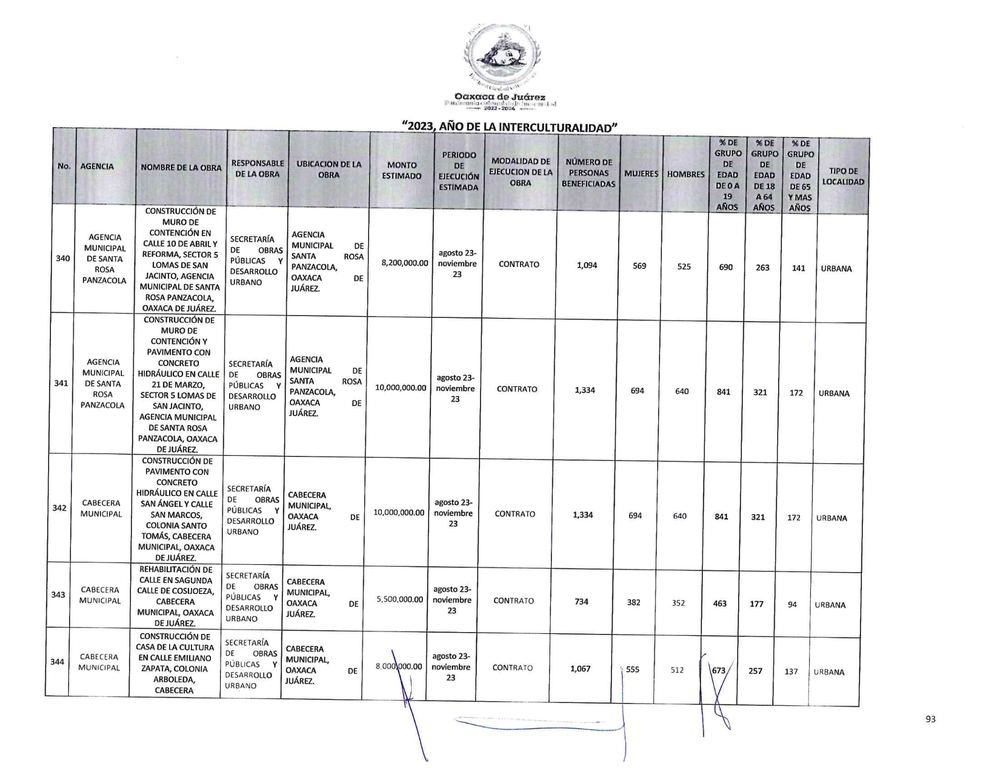 Oaxaca de Juárez
2022 - 2024
“2023, AÑO DE LA INTERCULTURALIDAD”
No.
AGENCIA
NOMBRE DE LA OBRA
RESPONSABLE
DE LA OBRA
UBICACION DE LA
OBRA
MONTO
ESTIMADO
PERIODO
DE
EJECUCIÓN
ESTIMADA
MODALIDAD DE
EJECUCION DE LA
OBRA
NÚMERO DE
PERSONAS
BENEFICIADAS
MUJERES
HOMBRES
% DE
GRUPO
DE
EDAD
DE 0 A
19
AÑOS
% DE
GRUPO
DE
EDAD
DE 18
A 64
AÑOS
% DE
GRUPO
DE
EDAD
DE 65
Y MAS
AÑOS
TIPO DE
LOCALIDAD
340
AGENCIA
MUNICIPAL
DE SANTA
ROSA
PANZACOLA
CONSTRUCCIÓN DE
MURO DE
CONTENCIÓN EN
CALLE 10 DE ABRIL Y
REFORMA, SECTOR 5
LOMAS DE SAN
JACINTO, AGENCIA
MUNICIPAL DE SANTA
ROSA PANZACOLA,
OAXACA DE JUÁREZ.
SECRETARÍA
DE OBRAS
PÚBLICAS Y
DESARROLLO
URBANO
AGENCIA
MUNICIPAL DE
SANTA ROSA
PANZACOLA,
OAXACA DE
JUÁREZ.
8,200,000.00
agosto 23-
noviembre
23
CONTRATO
1,094
569
525
690
263
141
URBANA
341
AGENCIA
MUNICIPAL
DE SANTA
ROSA
PANZACOLA
CONSTRUCCIÓN DE
MURO DE
CONTENCIÓN Y
PAVIMENTO CON
CONCRETO
HIDRÁULICO EN CALLE
21 DE MARZO,
SECTOR 5 LOMAS DE
SAN JACINTO,
AGENCIA MUNICIPAL
DE SANTA ROSA
PANZACOLA, OAXACA
DE JUÁREZ.
SECRETARÍA
DE OBRAS
PÚBLICAS Y
DESARROLLO
URBANO
AGENCIA
MUNICIPAL DE
SANTA ROSA
PANZACOLA,
OAXACA DE
JUÁREZ.
10,000,000.00
agosto 23-
noviembre
23
CONTRATO
1,334
694
640
841
321
172
URBANA
342
CABECERA
MUNICIPAL
CONSTRUCCIÓN DE
PAVIMENTO CON
CONCRETO
HIDRÁULICO EN CALLE
SAN ÁNGEL Y CALLE
SAN MARCOS,
COLONIA SANTO
TOMÁS, CABECERA
MUNICIPAL, OAXACA
DE JUÁREZ.
SECRETARÍA
DE OBRAS
PÚBLICAS Y
DESARROLLO
URBANO
CABECERA
MUNICIPAL,
OAXACA DE
JUÁREZ.
10,000,000.00
agosto 23-
noviembre
23
CONTRATO
1,334
694
640
841
321
172
URBANA
343
CABECERA
MUNICIPAL
REHABILITACIÓN DE
CALLE EN SAGUNDA
CALLE DE COSIJOEZA,
CABECERA
MUNICIPAL, OAXACA
DE JUÁREZ.
SECRETARÍA
DE OBRAS
PÚBLICAS Y
DESARROLLO
URBANO
CABECERA
MUNICIPAL,
OAXACA DE
JUÁREZ.
5,500,000.00
agosto 23-
noviembre
23
CONTRATO
734
382
352
463
177
94
URBANA
344
CABECERA
MUNICIPAL
CONSTRUCCIÓN DE
CASA DE LA CULTURA
EN CALLE EMILIANO
ZAPATA, COLONIA
ARBOLEDA,
CABECERA
SECRETARÍA
DE OBRAS
PÚBLICAS Y
DESARROLLO
URBANO
CABECERA
MUNICIPAL,
OAXACA DE
JUÁREZ.
8,000,000.00
agosto 23-
noviembre
23
CONTRATO
1,067
555
512
673
257
137
URBANA
93